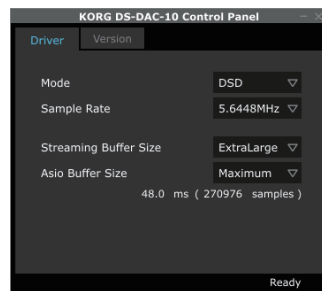 KORG DS-DAC-10 Control Panel
Driver Version
Mode DSD
Sample Rate 5.6448MHz
Streaming Buffer Size ExtraLarge
Asio Buffer Size Maximum
48.0 ms ( 270976 samples )
Ready